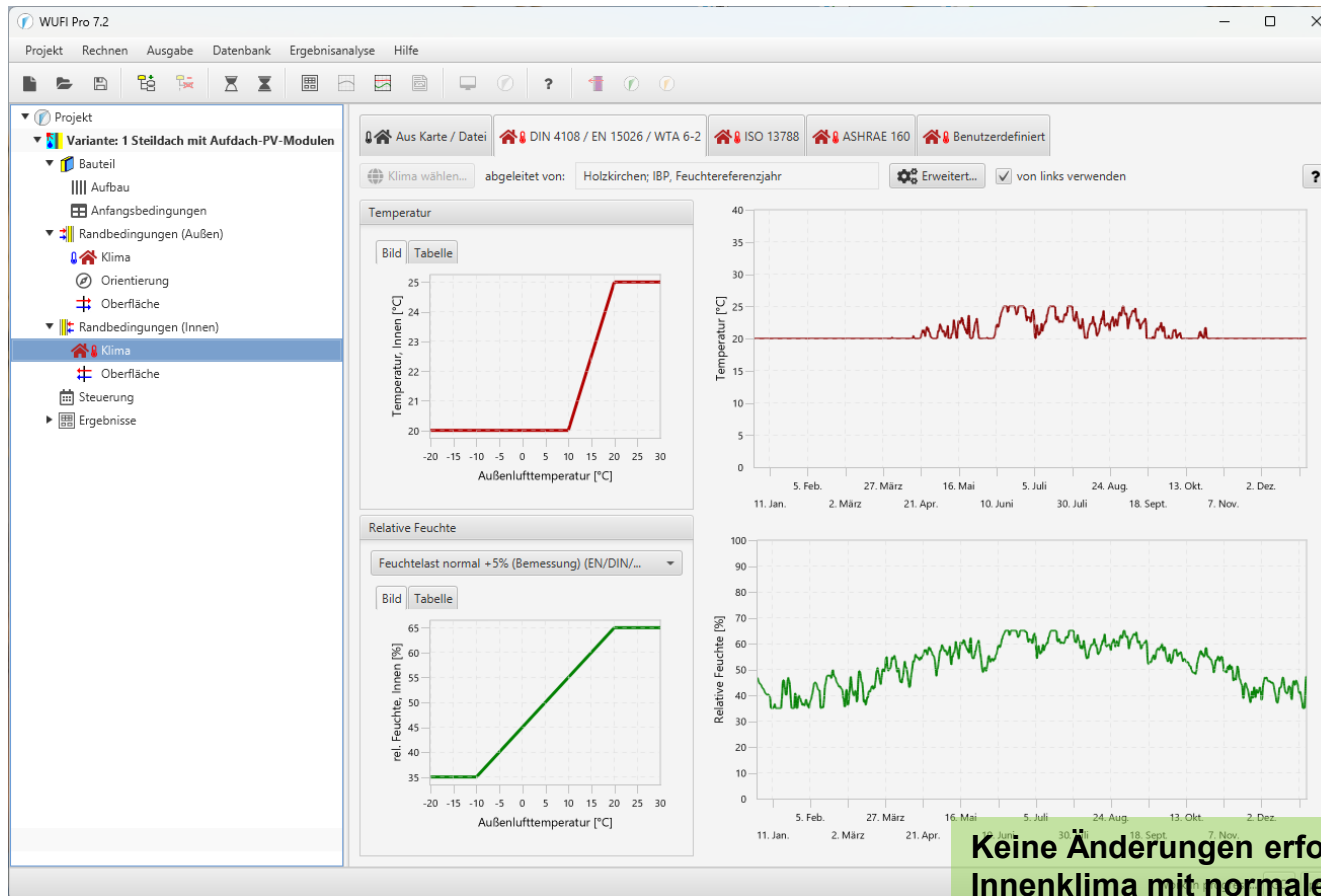 WUFI Pro 7.2
Projekt Rechnen Ausgabe Datenbank Ergebnisanalyse Hilfe
?
Projekt
Variante: 1 Steildach mit Aufdach-PV-Modulen
Bauteil
Aufbau
Anfangsbedingungen
Randbedingungen (Außen)
Klima
Orientierung
Oberfläche
Randbedingungen (Innen)
Klima
Oberfläche
Steuerung
Ergebnisse
Aus Karte / Datei DIN 4108 / EN 15026 / WTA 6-2 ISO 13788 ASHRAE 160 Benutzerdefiniert
Klima wählen... abgeleitet von: Holzkirchen; IBP, Feuchtereferenzjahr Erweitert... von links verwenden ?
Temperatur
Bild Tabelle
Temperatur, Innen [°C]
25
24
23
22
21
20
-20 -15 -10 -5 0 5 10 15 20 25 30
Außenlufttemperatur [°C]
Temperatur [°C]
40
35
30
25
20
15
10
5
0
5. Feb. 27. März 16. Mai 5. Juli 24. Aug. 13. Okt. 2. Dez.
11. Jan. 2. März 21. Apr. 10. Juni 30. Juli 18. Sept. 7. Nov.
Relative Feuchte
Feuchtelast normal +5% (Bemessung) (EN/DIN/...
Bild Tabelle
rel. Feuchte, Innen [%]
65
60
55
50
45
40
35
-20 -15 -10 -5 0 5 10 15 20 25 30
Außenlufttemperatur [°C]
Relative Feuchte [%]
100
90
80
70
60
50
40
30
20
10
0
5. Feb. 27. März 16. Mai 5. Juli 24. Aug. 13. Okt. 2. Dez.
11. Jan. 2. März 21. Apr. 10. Juni 30. Juli 18. Sept. 7. Nov.
Keine Änderungen erfo
Innenklima mit normale